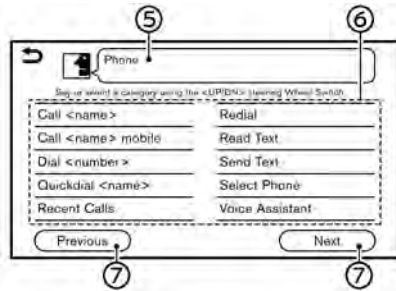 ⑤
⑥
Phone
Say or select a category using the <UP/DN> steering Wheel Switch
Call <name> Redial
Call <name> mobile Read Text
Dial <number> Send Text
Quickdial <name> Select Phone
Recent Calls Voice Assistant
Previous Next
⑦ ⑦